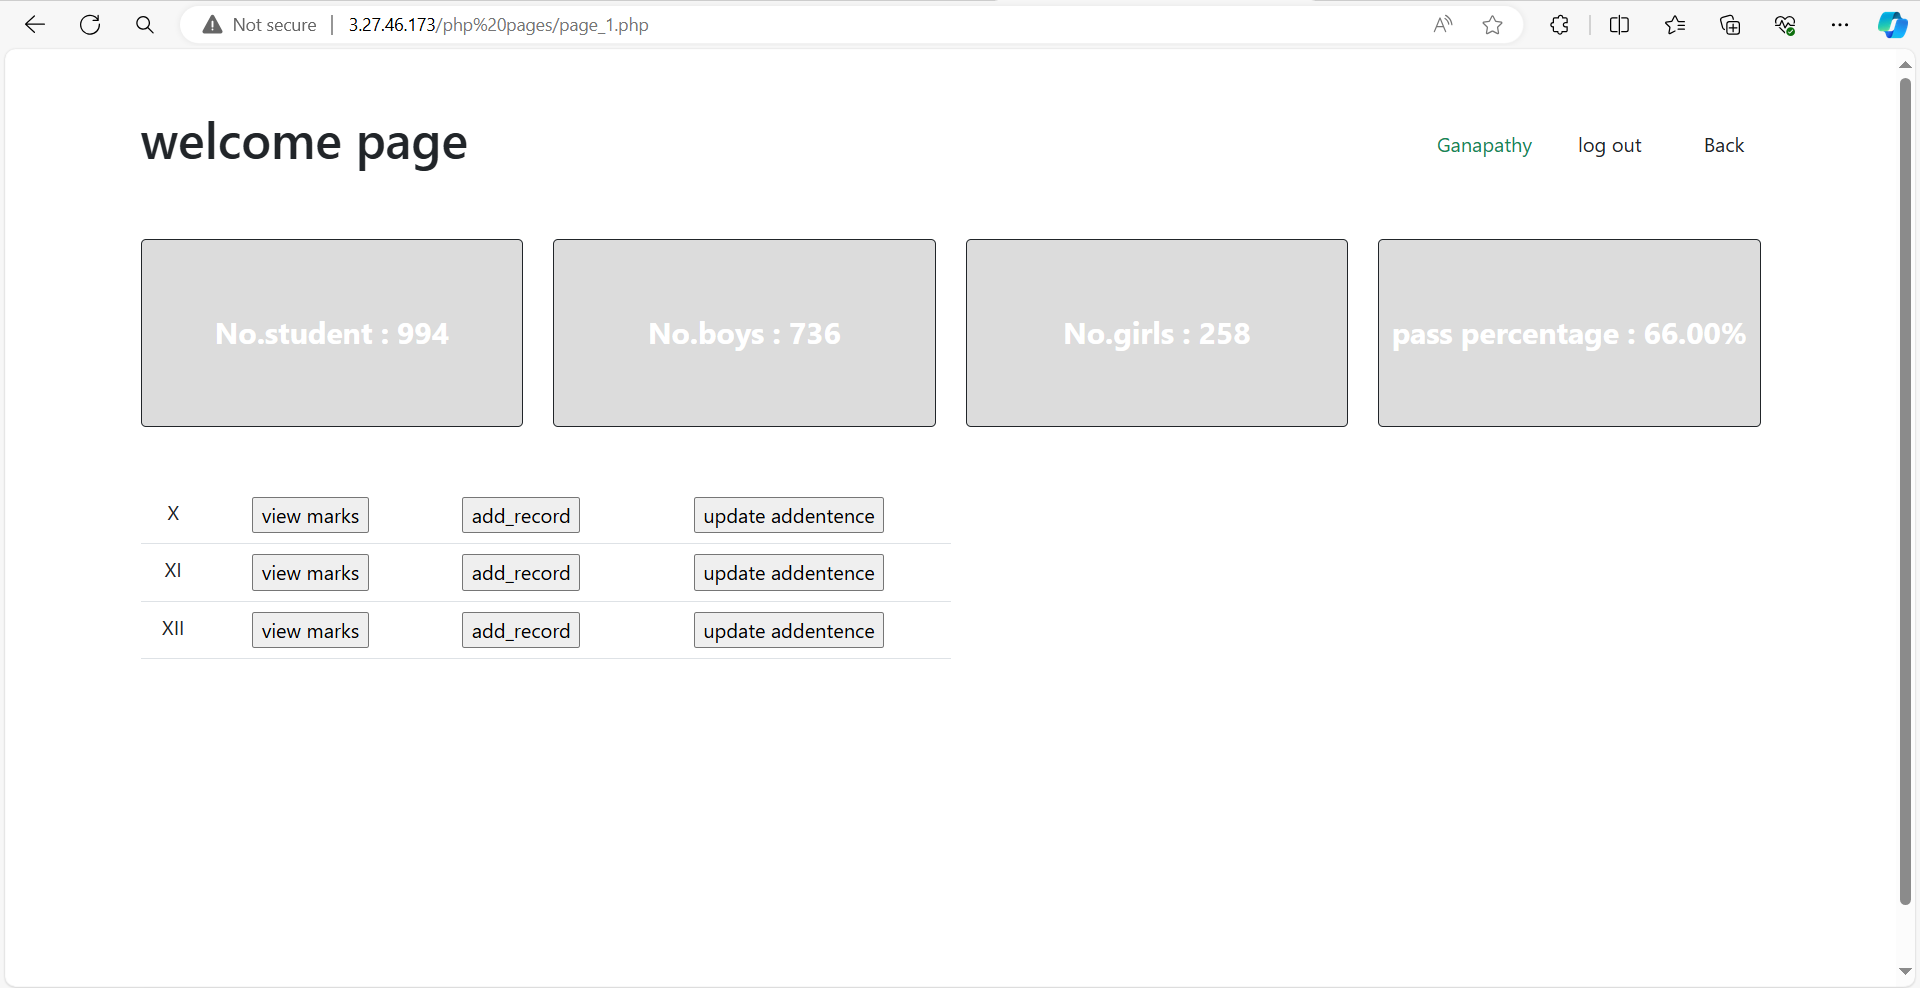 Not secure 3.27.46.173/php%20pages/page_1.php
welcome page
Ganapathy log out Back
No.student : 994 No.boys : 736 No.girls : 258 pass percentage : 66.00%
X view marks add_record update addentence
XI view marks add_record update addentence
XII view marks add_record update addentence